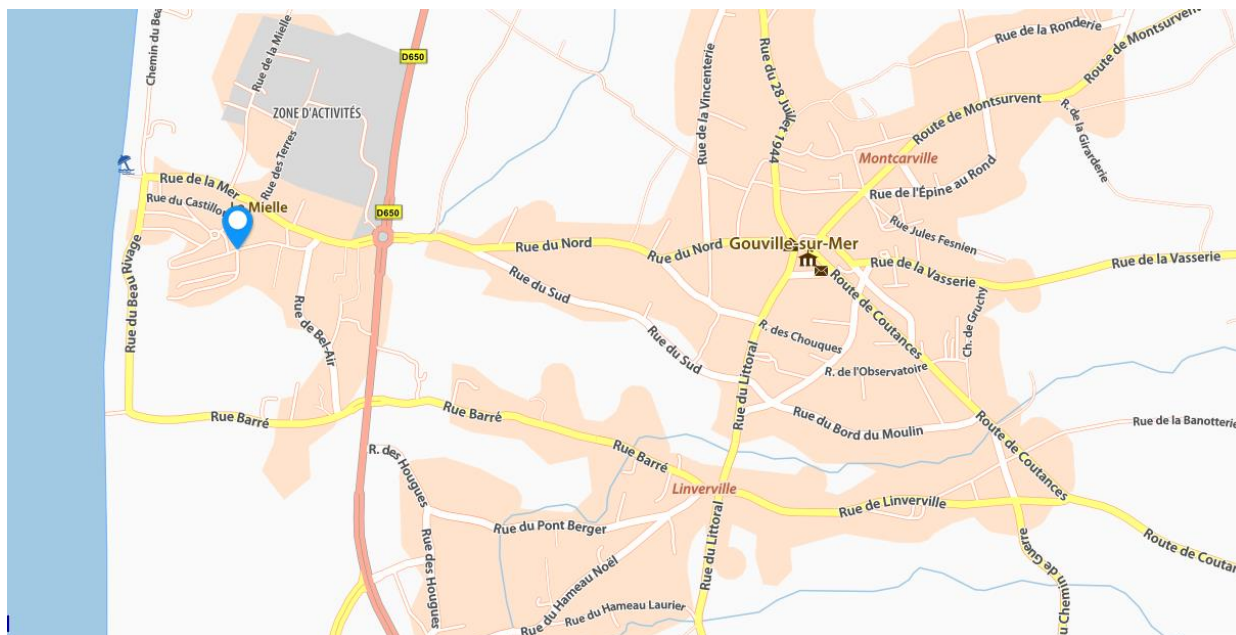 Chemin du Beau
Rue de la Mielle
D650
ZONE D'ACTIVITÉS
Rue des Terres
Rue de la Mer
Rue du Castillou
La Mielle
D650
Rue du Beau Rivage
Rue de Bel-Air
Rue Barré
Rue Barré
Rue Barré
Rue du Nord
Rue du Nord
Rue du Sud
Rue du Sud
Rue de la Vincenterie
Rue du 28 Juillet 1944
Rue de la Ronderie
Route de Montsurvent
Route de Montsurvent
R. de la Girarderie
Montcarville
Rue de l'Épine au Rond
Rue Jules Fesnien
Gouville-sur-Mer
Rue de la Vasserie
Rue de la Vasserie
Route de Coutances
Ch. de Gruchy
R. des Chouques
R. de l'Observatoire
Rue du Littoral
Rue du Bord du Moulin
Route de Coutances
Rue de la Banotterie
Linverville
Rue de Linverville
Rue du Littoral
Route de Coutan
u Chemin de Guerre
R. des Hougues
Rue des Hougues
Rue du Pont Berger
Rue du Hameau Noël
Rue du Hameau Laurier